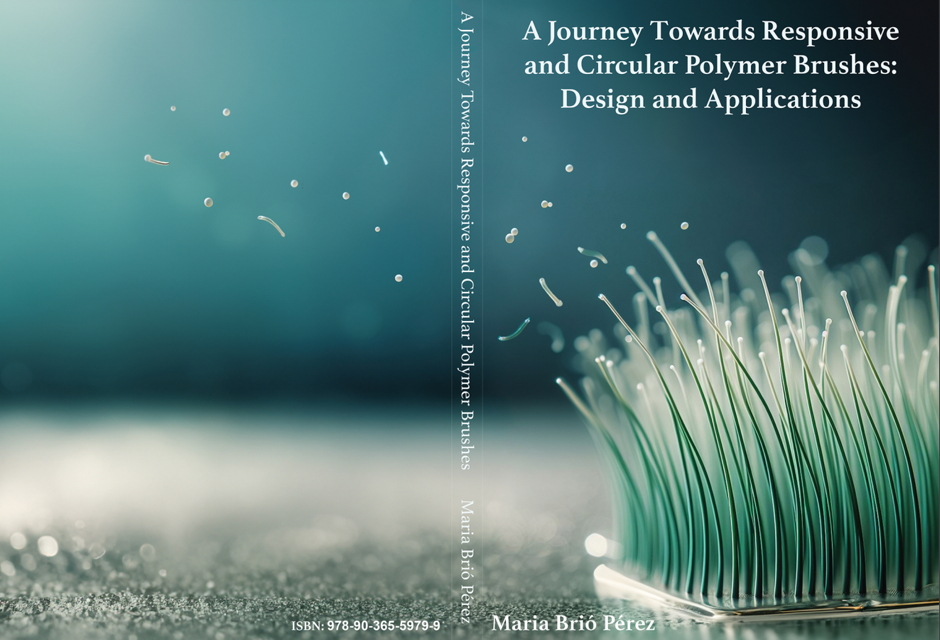 A Journey Towards Responsive
and Circular Polymer Brushes:
Design and Applications
A Journey Towards Responsive and Circular Polymer Brushes Maria Brió Pérez
ISBN: 978-90-365-5979-9
Maria Brió Pérez